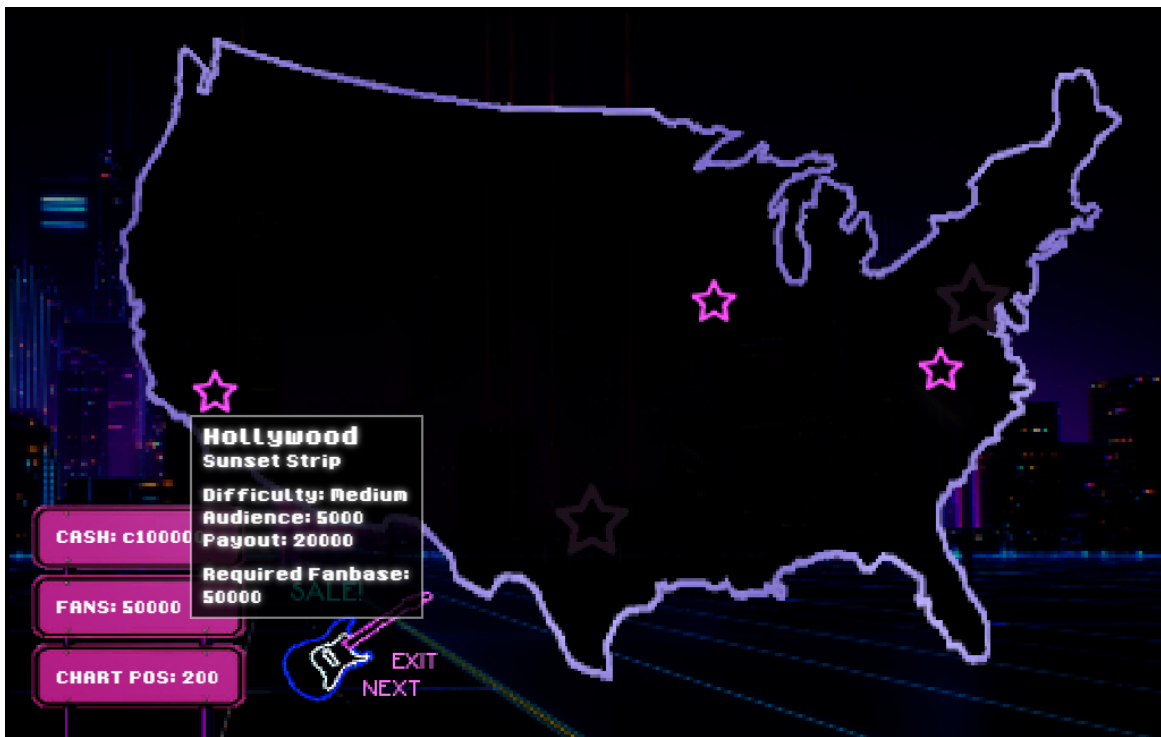 Hollywood
Sunset Strip
Difficulty: Medium
Audience: 5000
Payout: 20000
Required Fanbase:
50000
CASH: c10000
FANS: 50000
CHART POS: 200
SALE!
EXIT
NEXT